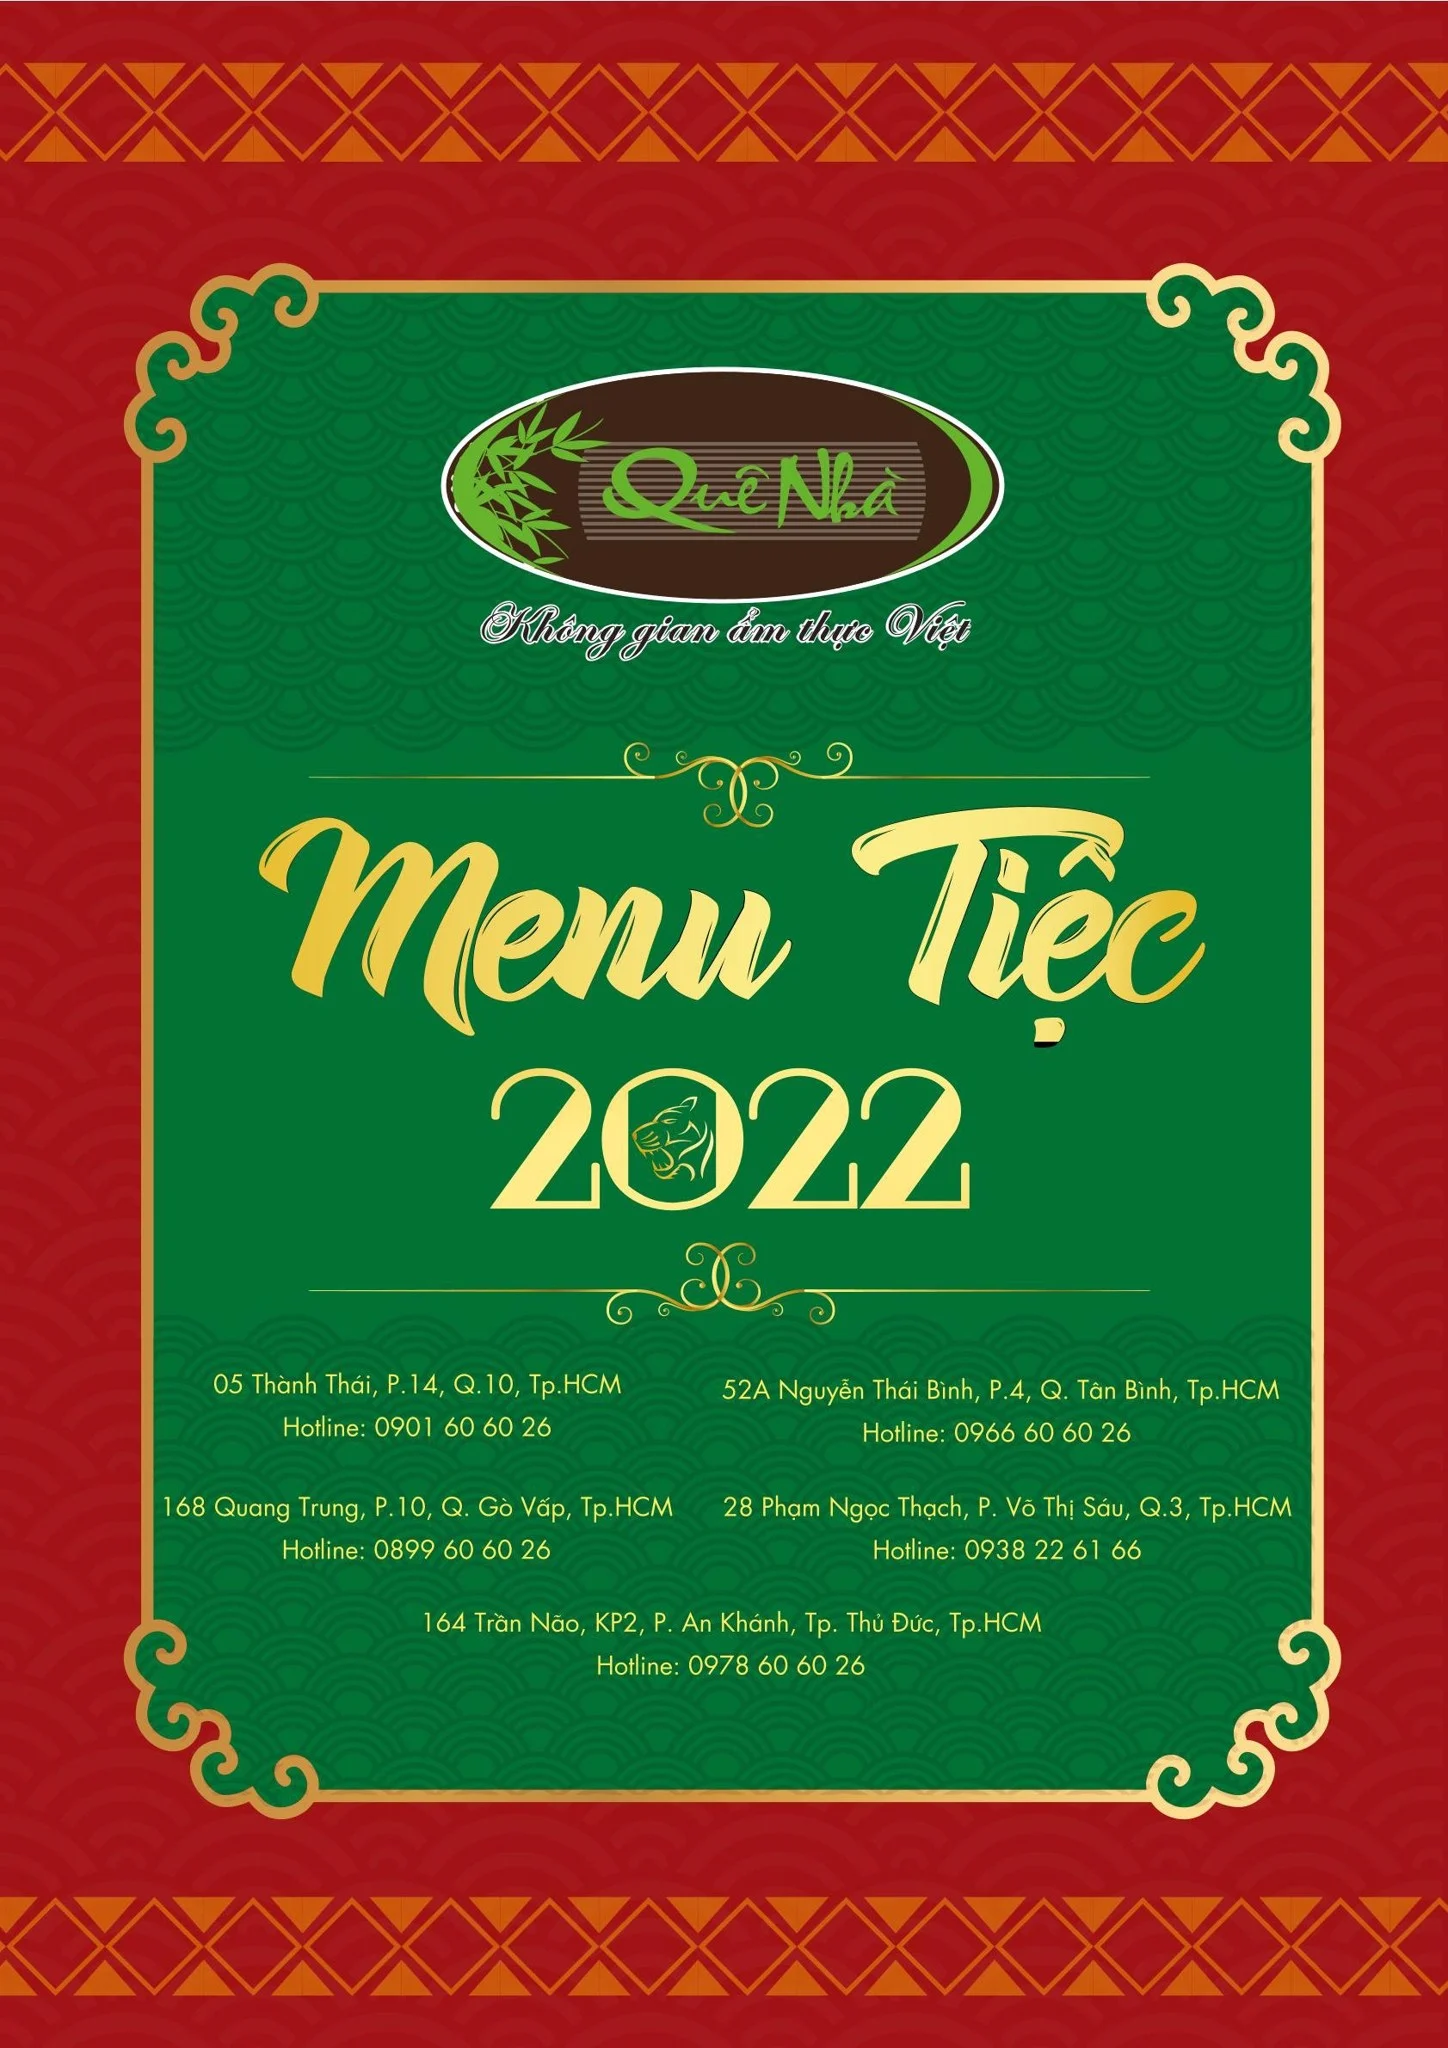 Quê Nhà
Không gian ẩm thực Việt
Menu Tiệc
2022
05 Thành Thái, P.14, Q.10, Tp.HCM
Hotline: 0901 60 60 26
52A Nguyễn Thái Bình, P.4, Q. Tân Bình, Tp.HCM
Hotline: 0966 60 60 26
168 Quang Trung, P.10, Q. Gò Vấp, Tp.HCM
Hotline: 0899 60 60 26
28 Phạm Ngọc Thạch, P. Võ Thị Sáu, Q.3, Tp.HCM
Hotline: 0938 22 61 66
164 Trần Não, KP2, P. An Khánh, Tp. Thủ Đức, Tp.HCM
Hotline: 0978 60 60 26